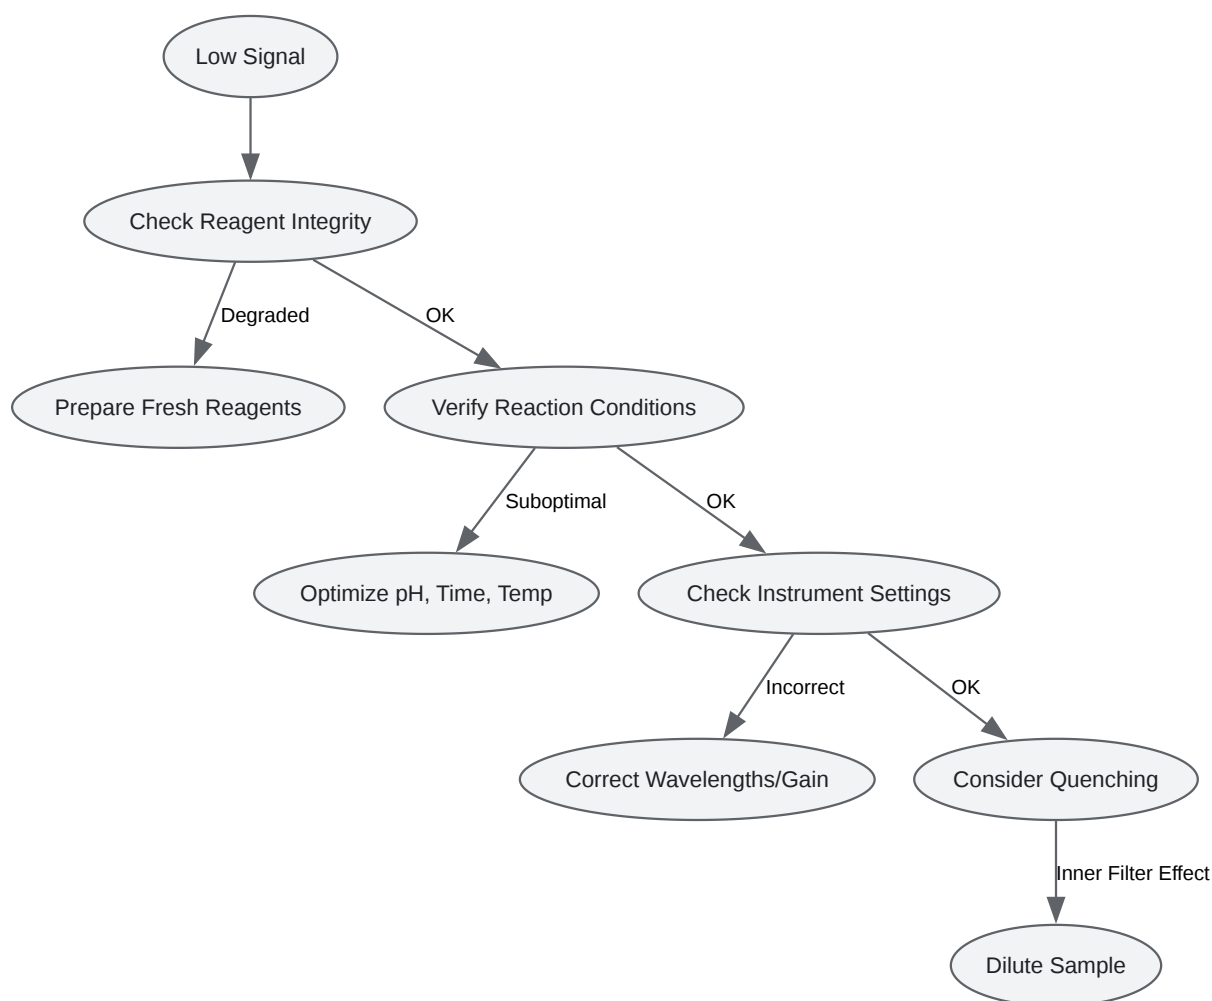 Low Signal
Check Reagent Integrity
Degraded
OK
Prepare Fresh Reagents
Verify Reaction Conditions
Suboptimal
OK
Optimize pH, Time, Temp
Check Instrument Settings
Incorrect
OK
Correct Wavelengths/Gain
Consider Quenching
Inner Filter Effect
Dilute Sample